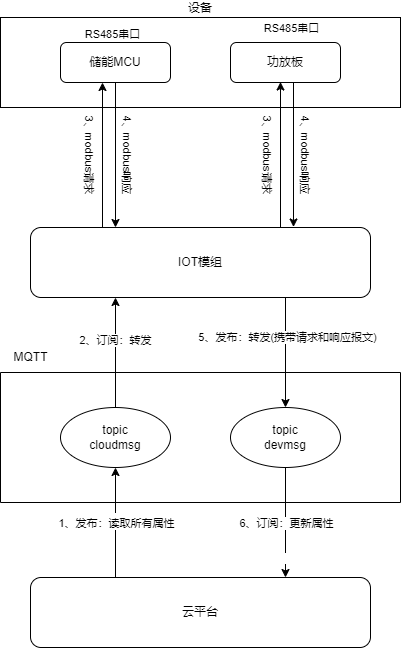 设备
RS485串口
RS485串口
储能MCU
功放板
3、modbus请求
4、modbus响应
3、modbus请求
4、modbus响应
IOT模组
2、订阅：转发
5、发布：转发(携带请求和响应报文)
MQTT
topic
cloudmsg
topic
devmsg
1、发布：读取所有属性
6、订阅：更新属性
云平台